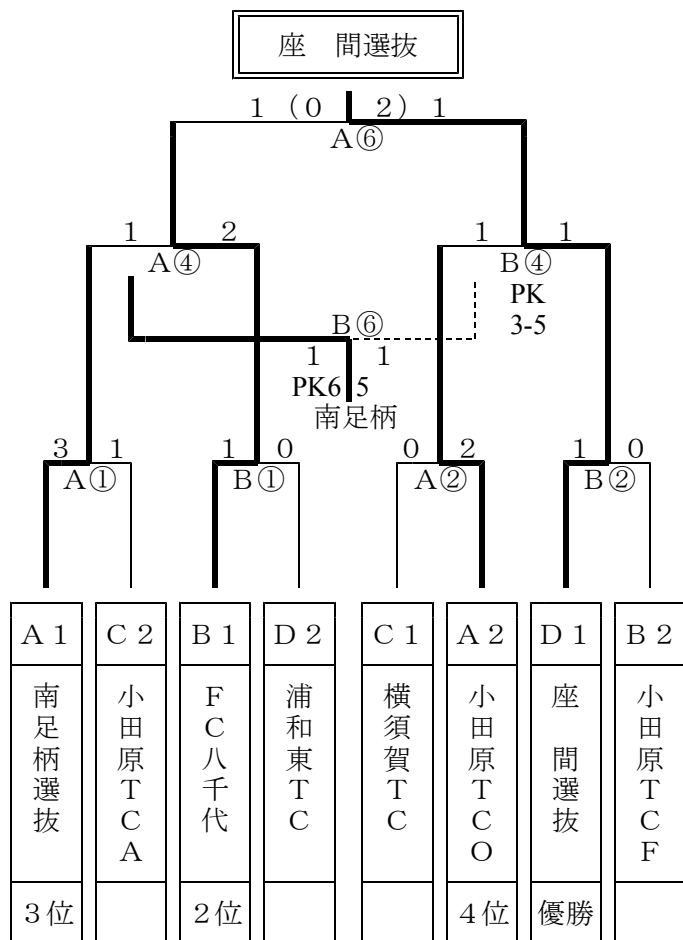 座　間選抜
１（０　２）１
Ａ⑥
１　２　１　１
Ａ④　Ｂ④
PK
3-5
Ｂ⑥
１　１
PK6 5
南足柄
３　１　１　０　０　２　１　０
Ａ①　Ｂ①　Ａ②　Ｂ②
Ａ１　Ｃ２　Ｂ１　Ｄ２　Ｃ１　Ａ２　Ｄ１　Ｂ２
南足柄選抜
小田原ＴＣＡ
ＦＣ八千代
浦和東ＴＣ
横須賀ＴＣ
小田原ＴＣＯ
座　間選抜
小田原ＴＣＦ
３位　２位　４位　優勝